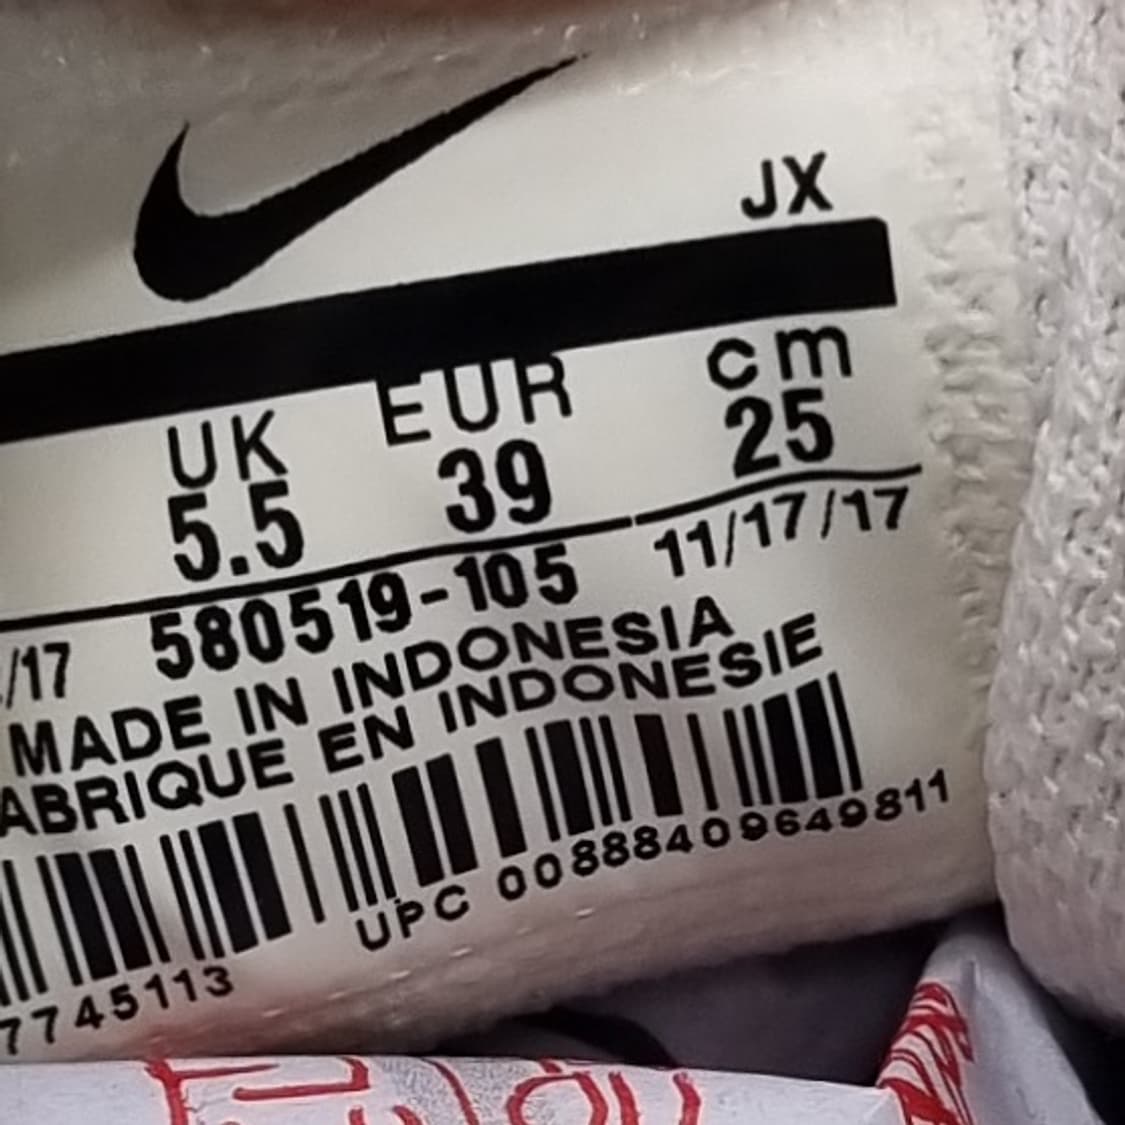 JX
UK EUR cm
5.5 39 25
/17 580519-105 11/17/17
MADE IN INDONESIA
ABRIQUE EN INDONESIE
UPC 00888409649811
7745113